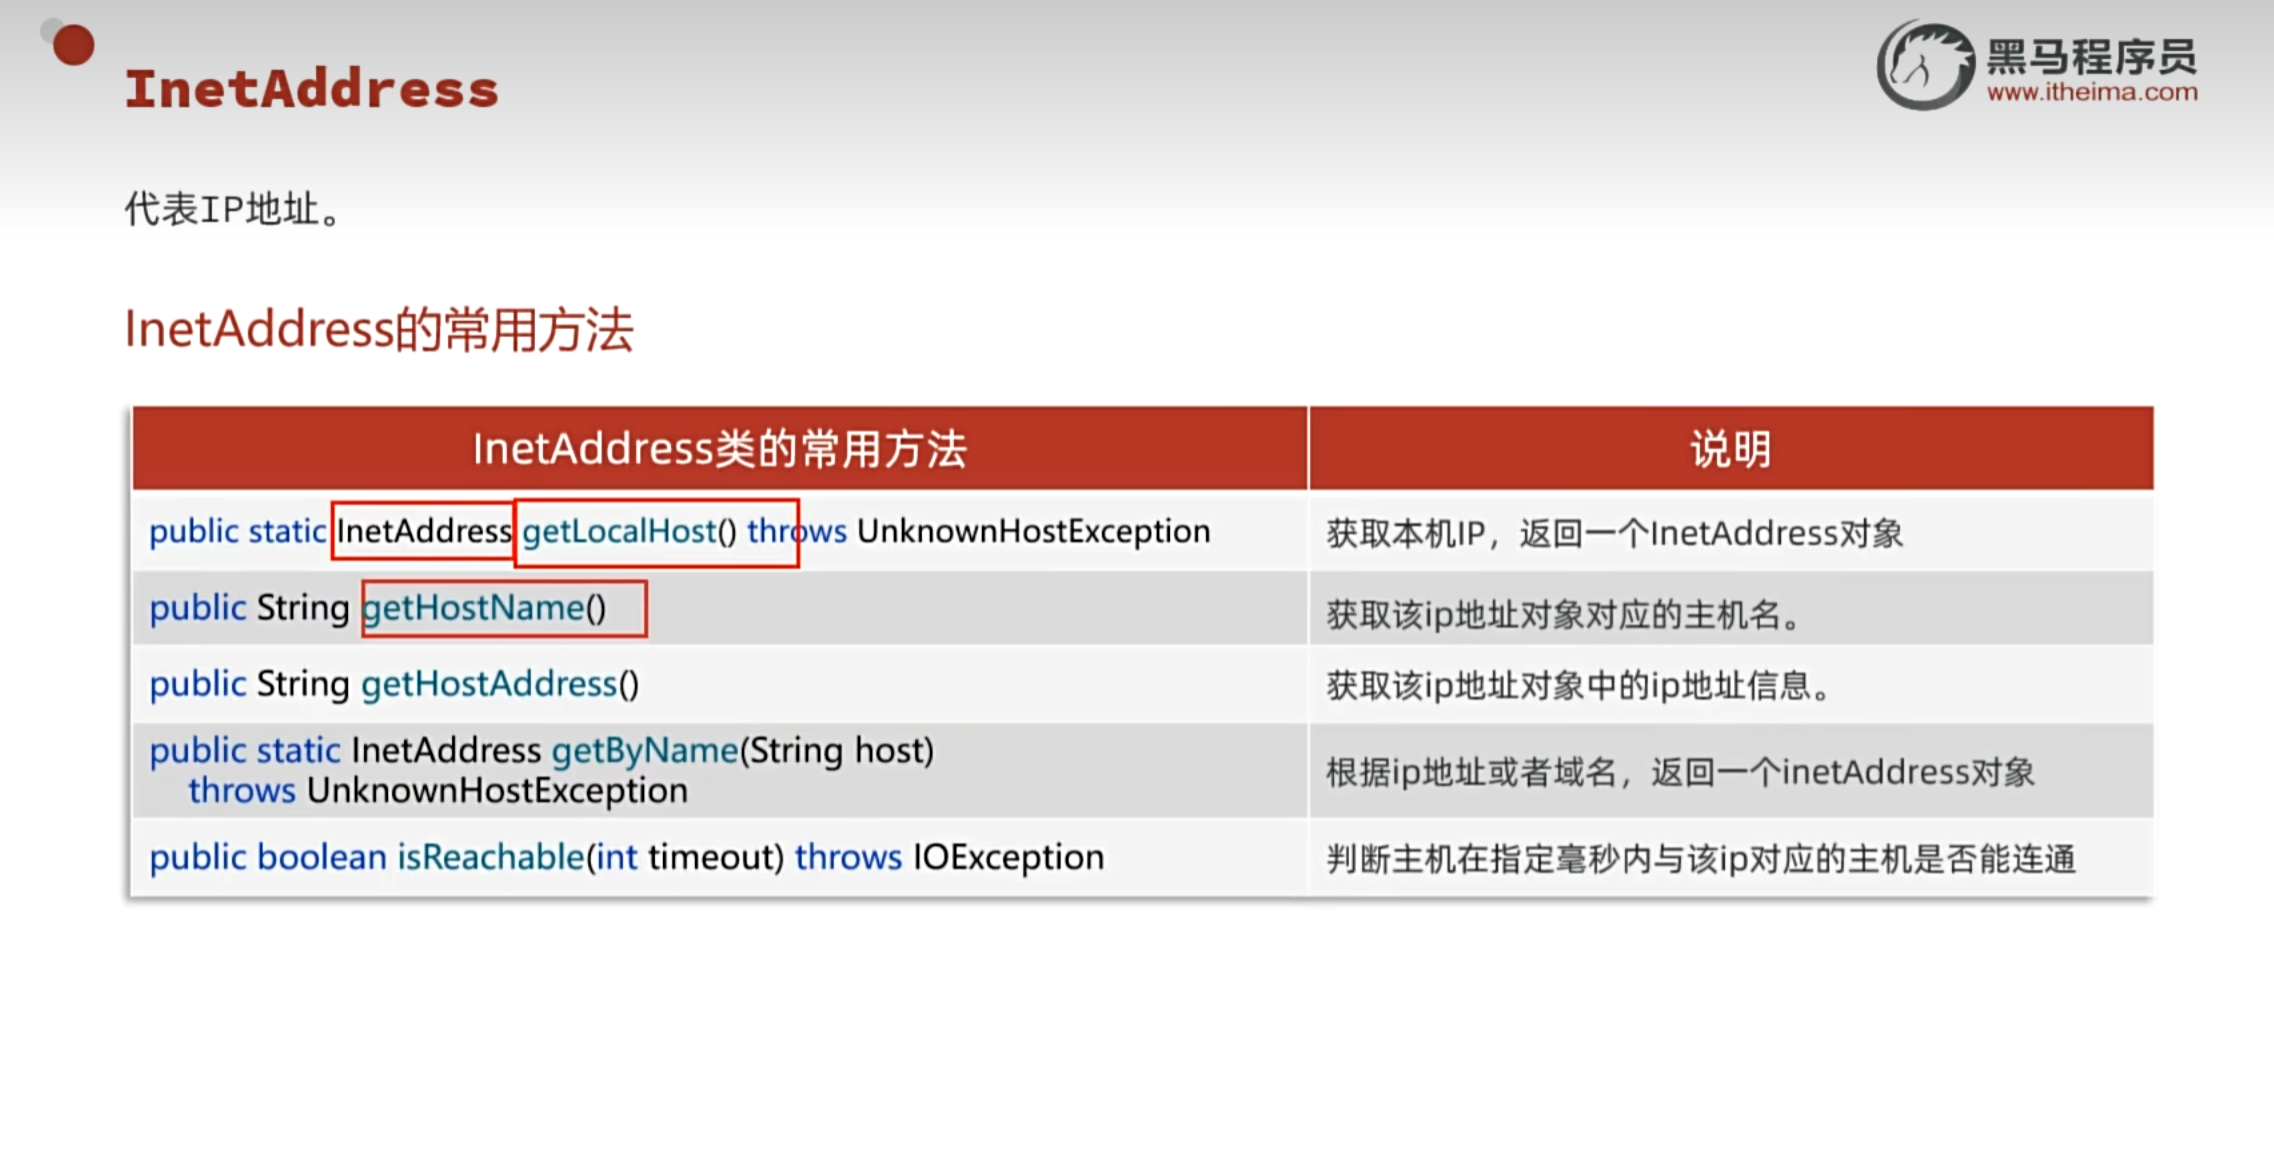 InetAddress
黑马程序员
www.itheima.com
代表IP地址。
InetAddress的常用方法
InetAddress类的常用方法 说明
public static InetAddress getLocalHost() throws UnknownHostException 获取本机IP，返回一个InetAddress对象
public String getHostName() 获取该ip地址对象对应的主机名。
public String getHostAddress() 获取该ip地址对象中的ip地址信息。
public static InetAddress getByName(String host)
throws UnknownHostException
根据ip地址或者域名，返回一个inetAddress对象
public boolean isReachable(int timeout) throws IOException 判断主机在指定毫秒内与该ip对应的主机是否能连通